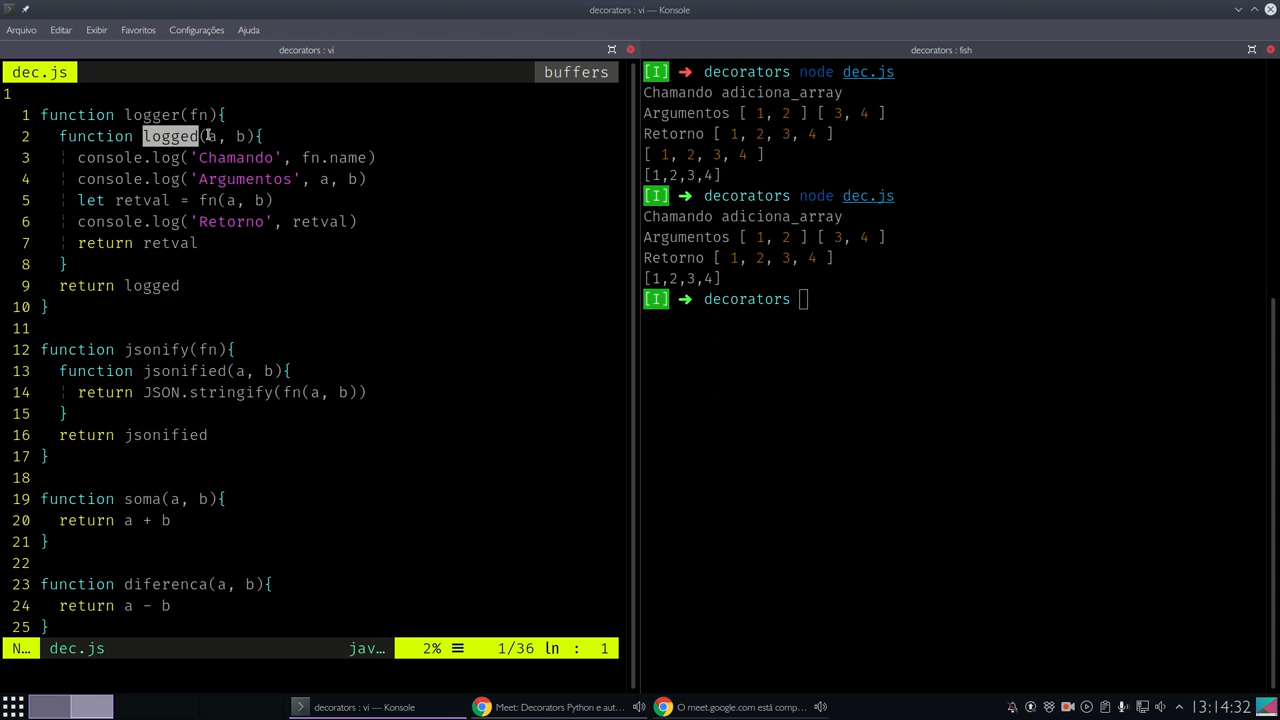 decorators : vi — Konsole
Arquivo Editar Exibir Favoritos Configurações Ajuda
decorators : vi
dec.js buffers
1
1 function logger(fn){
2 function logged(a, b){
3 console.log('Chamando', fn.name)
4 console.log('Argumentos', a, b)
5 let retval = fn(a, b)
6 console.log('Retorno', retval)
7 return retval
8 }
9 return logged
10 }
11
12 function jsonify(fn){
13 function jsonified(a, b){
14 return JSON.stringify(fn(a, b))
15 }
16 return jsonified
17 }
18
19 function soma(a, b){
20 return a + b
21 }
22
23 function diferenca(a, b){
24 return a - b
25 }
N… dec.js jav… 2% ☰ 1/36 ln : 1
decorators : fish
[I] ➜ decorators node dec.js
Chamando adiciona_array
Argumentos [ 1, 2 ] [ 3, 4 ]
Retorno [ 1, 2, 3, 4 ]
[ 1, 2, 3, 4 ]
[1,2,3,4]
[I] ➜ decorators node dec.js
Chamando adiciona_array
Argumentos [ 1, 2 ] [ 3, 4 ]
Retorno [ 1, 2, 3, 4 ]
[1,2,3,4]
[I] ➜ decorators
decorators : vi — Konsole
Meet: Decorators Python e aut…
O meet.google.com está comp…
13:14:32